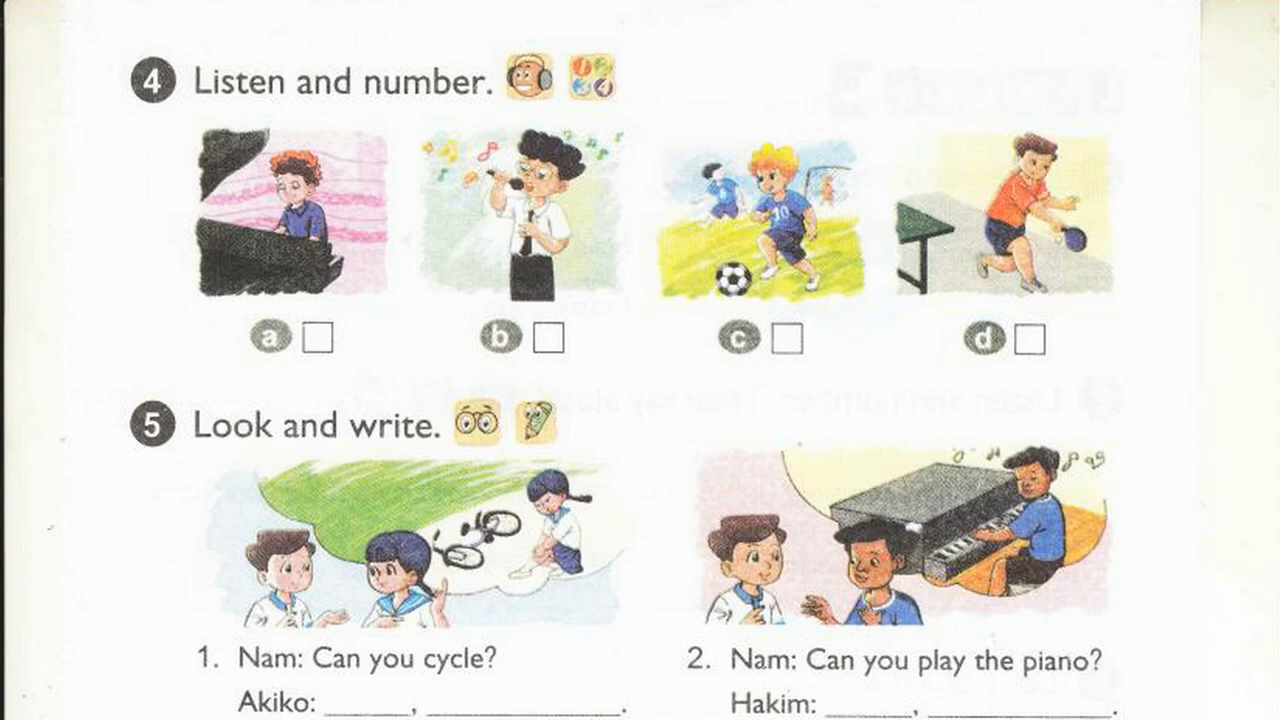 4 Listen and number.
a b c d
5 Look and write.
1. Nam: Can you cycle?
Akiko: ______, ______________.
2. Nam: Can you play the piano?
Hakim: ______, ______________.